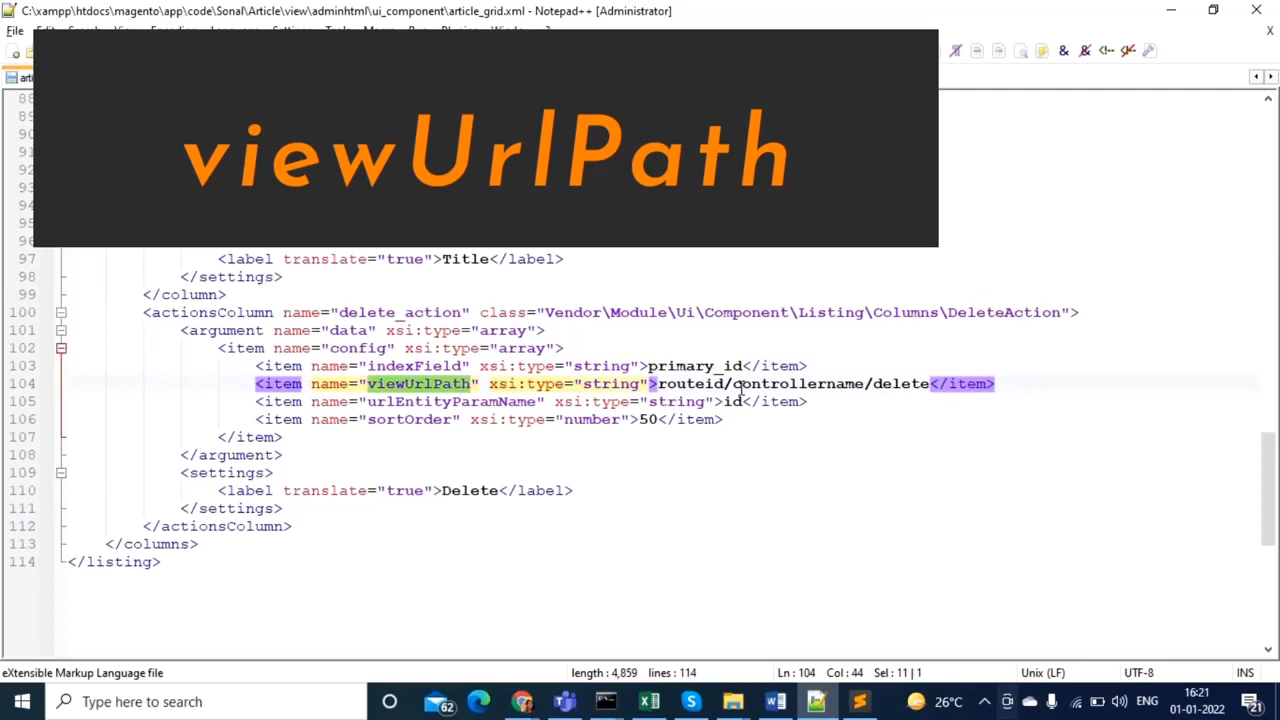 C:\xampp\htdocs\magento\app\code\Sonal\Article\view\adminhtml\ui_component\article_grid.xml - Notepad++ [Administrator]
File
X
viewUrlPath
88
97 <label translate="true">Title</label>
98 </settings>
99 </column>
100 <actionsColumn name="delete_action" class="Vendor\Module\Ui\Component\Listing\Columns\DeleteAction">
101 <argument name="data" xsi:type="array">
102 <item name="config" xsi:type="array">
103 <item name="indexField" xsi:type="string">primary_id</item>
104 <item name="viewUrlPath" xsi:type="string">routeid/controllername/delete</item>
105 <item name="urlEntityParamName" xsi:type="string">id</item>
106 <item name="sortOrder" xsi:type="number">50</item>
107 </item>
108 </argument>
109 <settings>
110 <label translate="true">Delete</label>
111 </settings>
112 </actionsColumn>
113 </columns>
114 </listing>
eXtensible Markup Language file length : 4,859 lines : 114 Ln : 104 Col : 44 Sel : 11 | 1 Unix (LF) UTF-8 INS
Type here to search 62 26°C ENG 16:21 01-01-2022 21